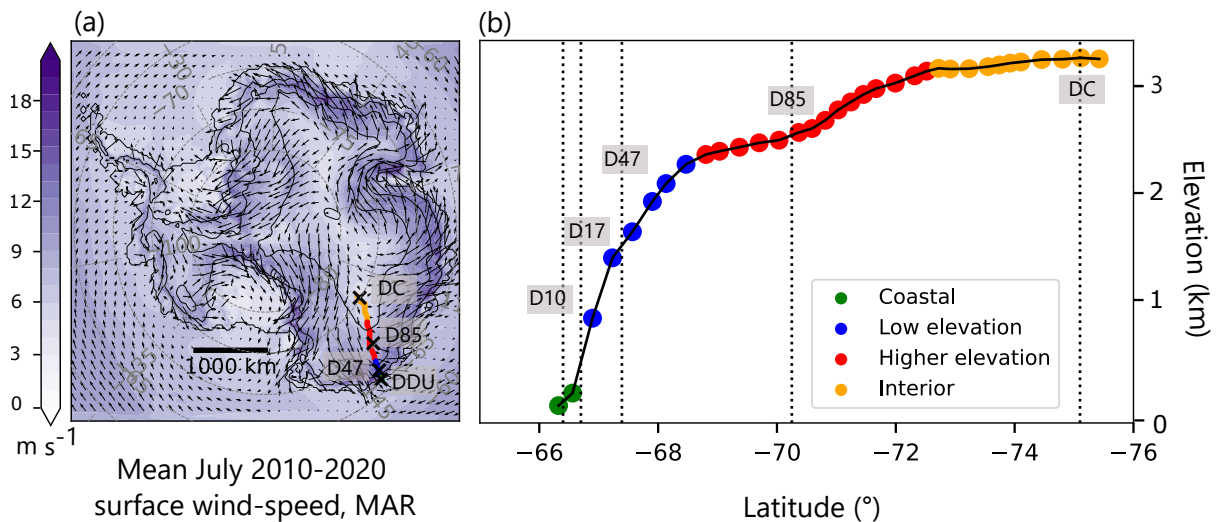 (a)
(b)
18
15
12
9
6
3
0
m s⁻¹
DC
D85
D47
DDU
1000 km
Mean July 2010-2020
surface wind-speed, MAR
D10
D17
D47
D85
DC
Coastal
Low elevation
Higher elevation
Interior
3
2
1
0
Elevation (km)
−66
−68
−70
−72
−74
−76
Latitude (°)